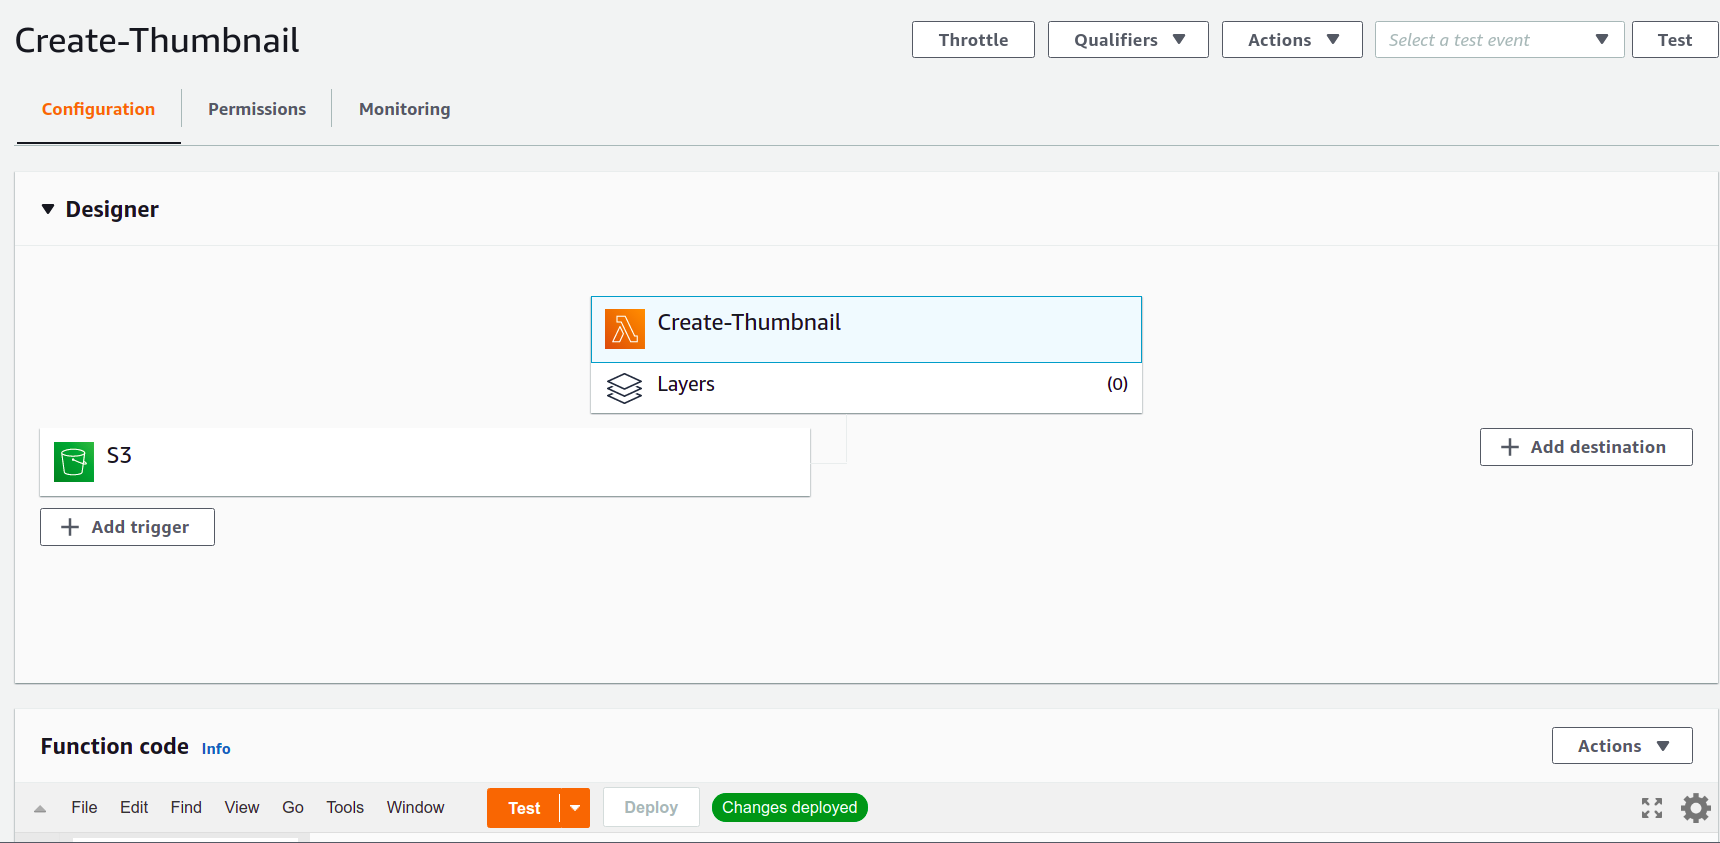 Create-Thumbnail
Throttle
Qualifiers
Actions
Select a test event
Test
Configuration
Permissions
Monitoring
Designer
Create-Thumbnail
Layers
(0)
S3
Add destination
Add trigger
Function code Info
Actions
File Edit Find View Go Tools Window
Test
Deploy
Changes deployed